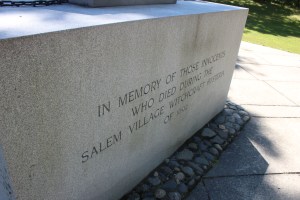 IN MEMORY OF THOSE INNOCENTS
WHO DIED DURING THE
SALEM VILLAGE WITCHCRAFT HYSTERIA
OF 1692